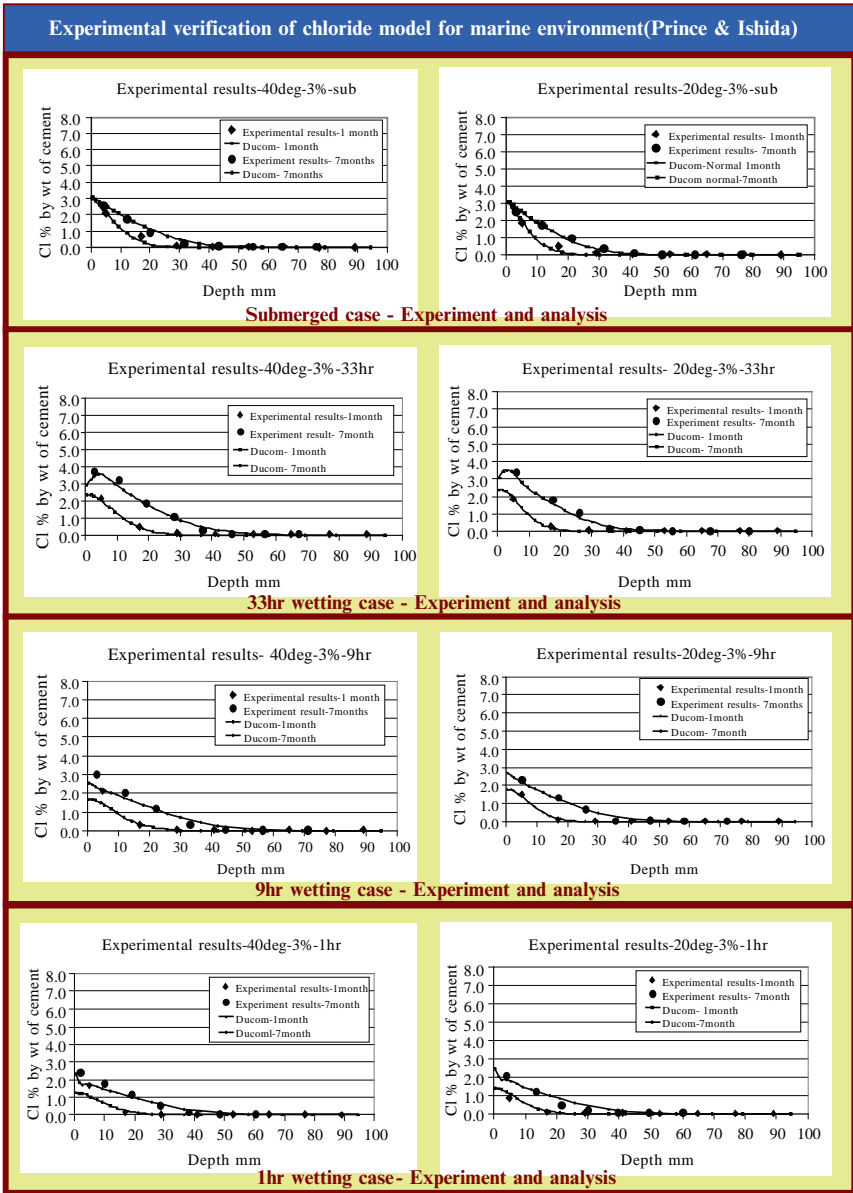 Experimental verification of chloride model for marine environment(Prince & Ishida)
Experimental results-40deg-3%-sub
Cl % by wt of cement
8.0
7.0
6.0
5.0
4.0
3.0
2.0
1.0
0.0
Experimental results-1 month
Ducom- 1month
Experiment results- 7months
Ducom- 7months
0 10 20 30 40 50 60 70 80 90 100
Depth mm
Experimental results-20deg-3%-sub
Cl % by wt of cement
8.0
7.0
6.0
5.0
4.0
3.0
2.0
1.0
0.0
Experimental results- 1month
Experiment results- 7month
Ducom-Normal 1month
Ducom normal-7month
0 10 20 30 40 50 60 70 80 90 100
Depth mm
Submerged case - Experiment and analysis
Experimental results-40deg-3%-33hr
Cl % by wt of cement
8.0
7.0
6.0
5.0
4.0
3.0
2.0
1.0
0.0
Experimental results-1month
Experiment result- 7month
Ducom- 1month
Ducom- 7month
0 10 20 30 40 50 60 70 80 90 100
Depth mm
Experimental results- 20deg-3%-33hr
Cl % by wt of cement
8.0
7.0
6.0
5.0
4.0
3.0
2.0
1.0
0.0
Experimental results- 1month
Experiment results- 7month
Ducom- 1month
Ducom- 7month
0 10 20 30 40 50 60 70 80 90 100
Depth mm
33hr wetting case - Experiment and analysis
Experimental results- 40deg-3%-9hr
Cl % by wt of cement
8.0
7.0
6.0
5.0
4.0
3.0
2.0
1.0
0.0
Experimental results-1 month
Experiment result-7months
Ducom-1month
Ducom-7month
0 10 20 30 40 50 60 70 80 90 100
Depth mm
Experimental results-20deg-3%-9hr
Cl % by wt of cement
8.0
7.0
6.0
5.0
4.0
3.0
2.0
1.0
0.0
Experimental results-1month
Experiment results- 7months
Ducom-1month
Ducom- 7month
0 10 20 30 40 50 60 70 80 90 100
Depth mm
9hr wetting case - Experiment and analysis
Experimental results-40deg-3%-1hr
Cl % by wt of cement
8.0
7.0
6.0
5.0
4.0
3.0
2.0
1.0
0.0
Experimental results-1month
Experiment results-7month
Ducom-1month
Ducoml-7month
0 10 20 30 40 50 60 70 80 90 100
Depth mm
Experimental results-20deg-3%-1hr
Cl % by wt of cement
8.0
7.0
6.0
5.0
4.0
3.0
2.0
1.0
0.0
Experimental results-1month
Experiment results- 7month
Ducom- 1month
Ducom-7month
0 10 20 30 40 50 60 70 80 90 100
Depth mm
1hr wetting case- Experiment and analysis